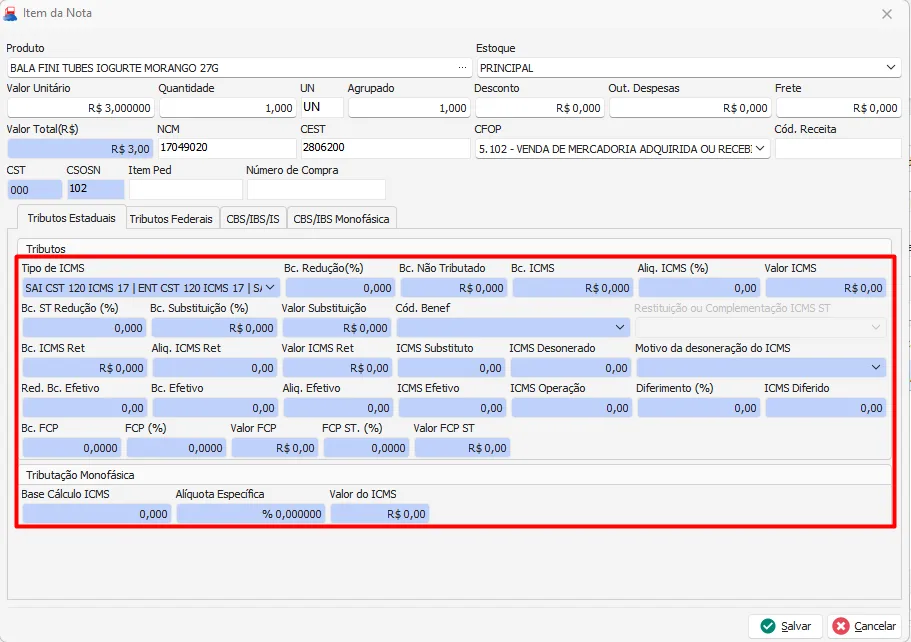 Item da Nota
Produto Estoque
BALA FINI TUBES IOGURTE MORANGO 27G ... PRINCIPAL
Valor Unitário Quantidade UN Agrupado Desconto Out. Despesas Frete
R$ 3,000000 1,000 UN 1,000 R$ 0,000 R$ 0,000 R$ 0,000
Valor Total(R$) NCM CEST CFOP Cód. Receita
R$ 3,00 17049020 2806200 5.102 - VENDA DE MERCADORIA ADQUIRIDA OU RECEB
CST CSOSN Item Ped Número de Compra
000 102
Tributos Estaduais Tributos Federais CBS/IBS/IS CBS/IBS Monofásica
Tributos
Tipo de ICMS Bc. Redução(%) Bc. Não Tributado Bc. ICMS Aliq. ICMS (%) Valor ICMS
SAI CST 120 ICMS 17 | ENT CST 120 ICMS 17 | SA 0,000 R$ 0,000 R$ 0,000 0,00 R$ 0,00
Bc. ST Redução (%) Bc. Substituição (%) Valor Substituição Cód. Benef Restituição ou Complementação ICMS ST
0,000 R$ 0,000 R$ 0,000
Bc. ICMS Ret Aliq. ICMS Ret Valor ICMS Ret ICMS Substituto ICMS Desonerado Motivo da desoneração do ICMS
R$ 0,000 0,00 R$ 0,00 0,00 0,00
Red. Bc. Efetivo Bc. Efetivo Aliq. Efetivo ICMS Efetivo ICMS Operação Diferimento (%) ICMS Diferido
0,00 0,00 0,00 0,00 0,00 0,00 0,00
Bc. FCP FCP (%) Valor FCP FCP ST. (%) Valor FCP ST
0,0000 0,0000 R$ 0,00 0,0000 R$ 0,00
Tributação Monofásica
Base Cálculo ICMS Alíquota Específica Valor do ICMS
0,000 % 0,000000 R$ 0,00
Salvar Cancelar